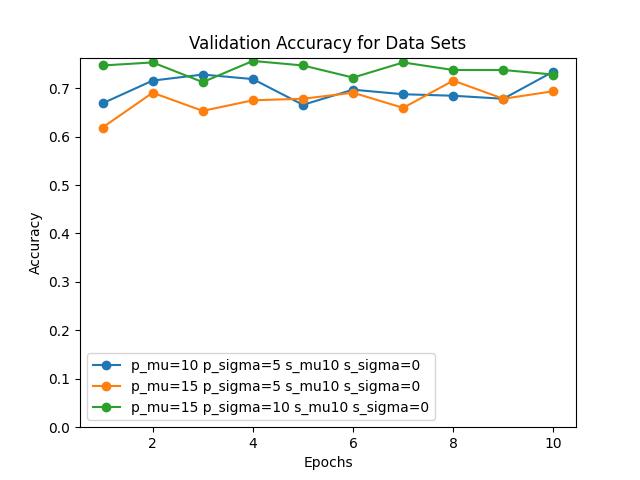 Validation Accuracy for Data Sets
Accuracy
0.7
0.6
0.5
0.4
0.3
0.2
0.1
0.0
p_mu=10 p_sigma=5 s_mu10 s_sigma=0
p_mu=15 p_sigma=5 s_mu10 s_sigma=0
p_mu=15 p_sigma=10 s_mu10 s_sigma=0
2 4 6 8 10
Epochs